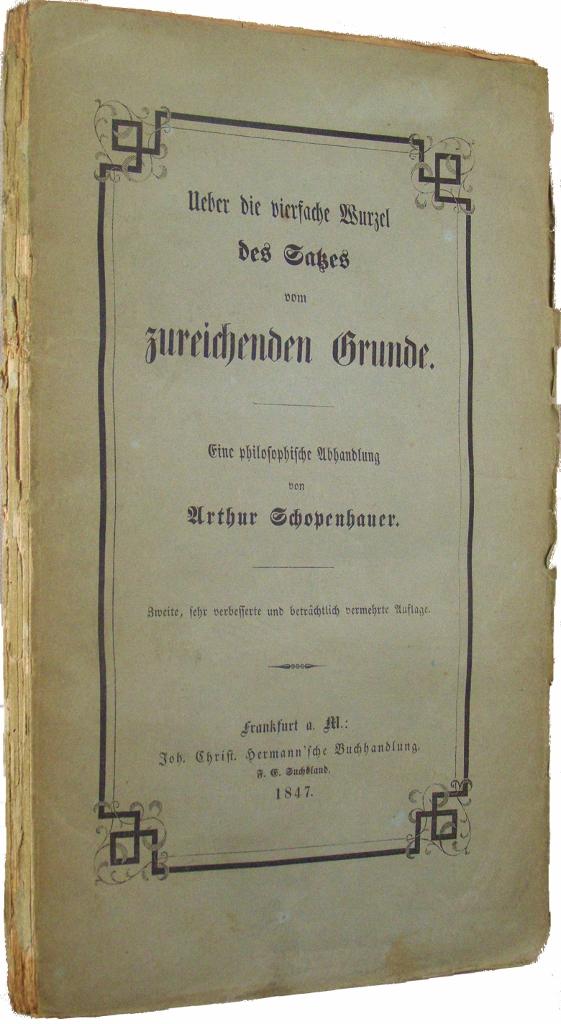 Ueber die vierfache Wurzel
des Satzes
vom
zureichenden Grunde.
Eine philosophische Abhandlung
von
Arthur Schopenhauer.
Zweite, sehr verbesserte und beträchtlich vermehrte Auflage.
Frankfurt a. M.:
Joh. Christ. Hermann'sche Buchhandlung.
F. E. Suchsland.
1847.